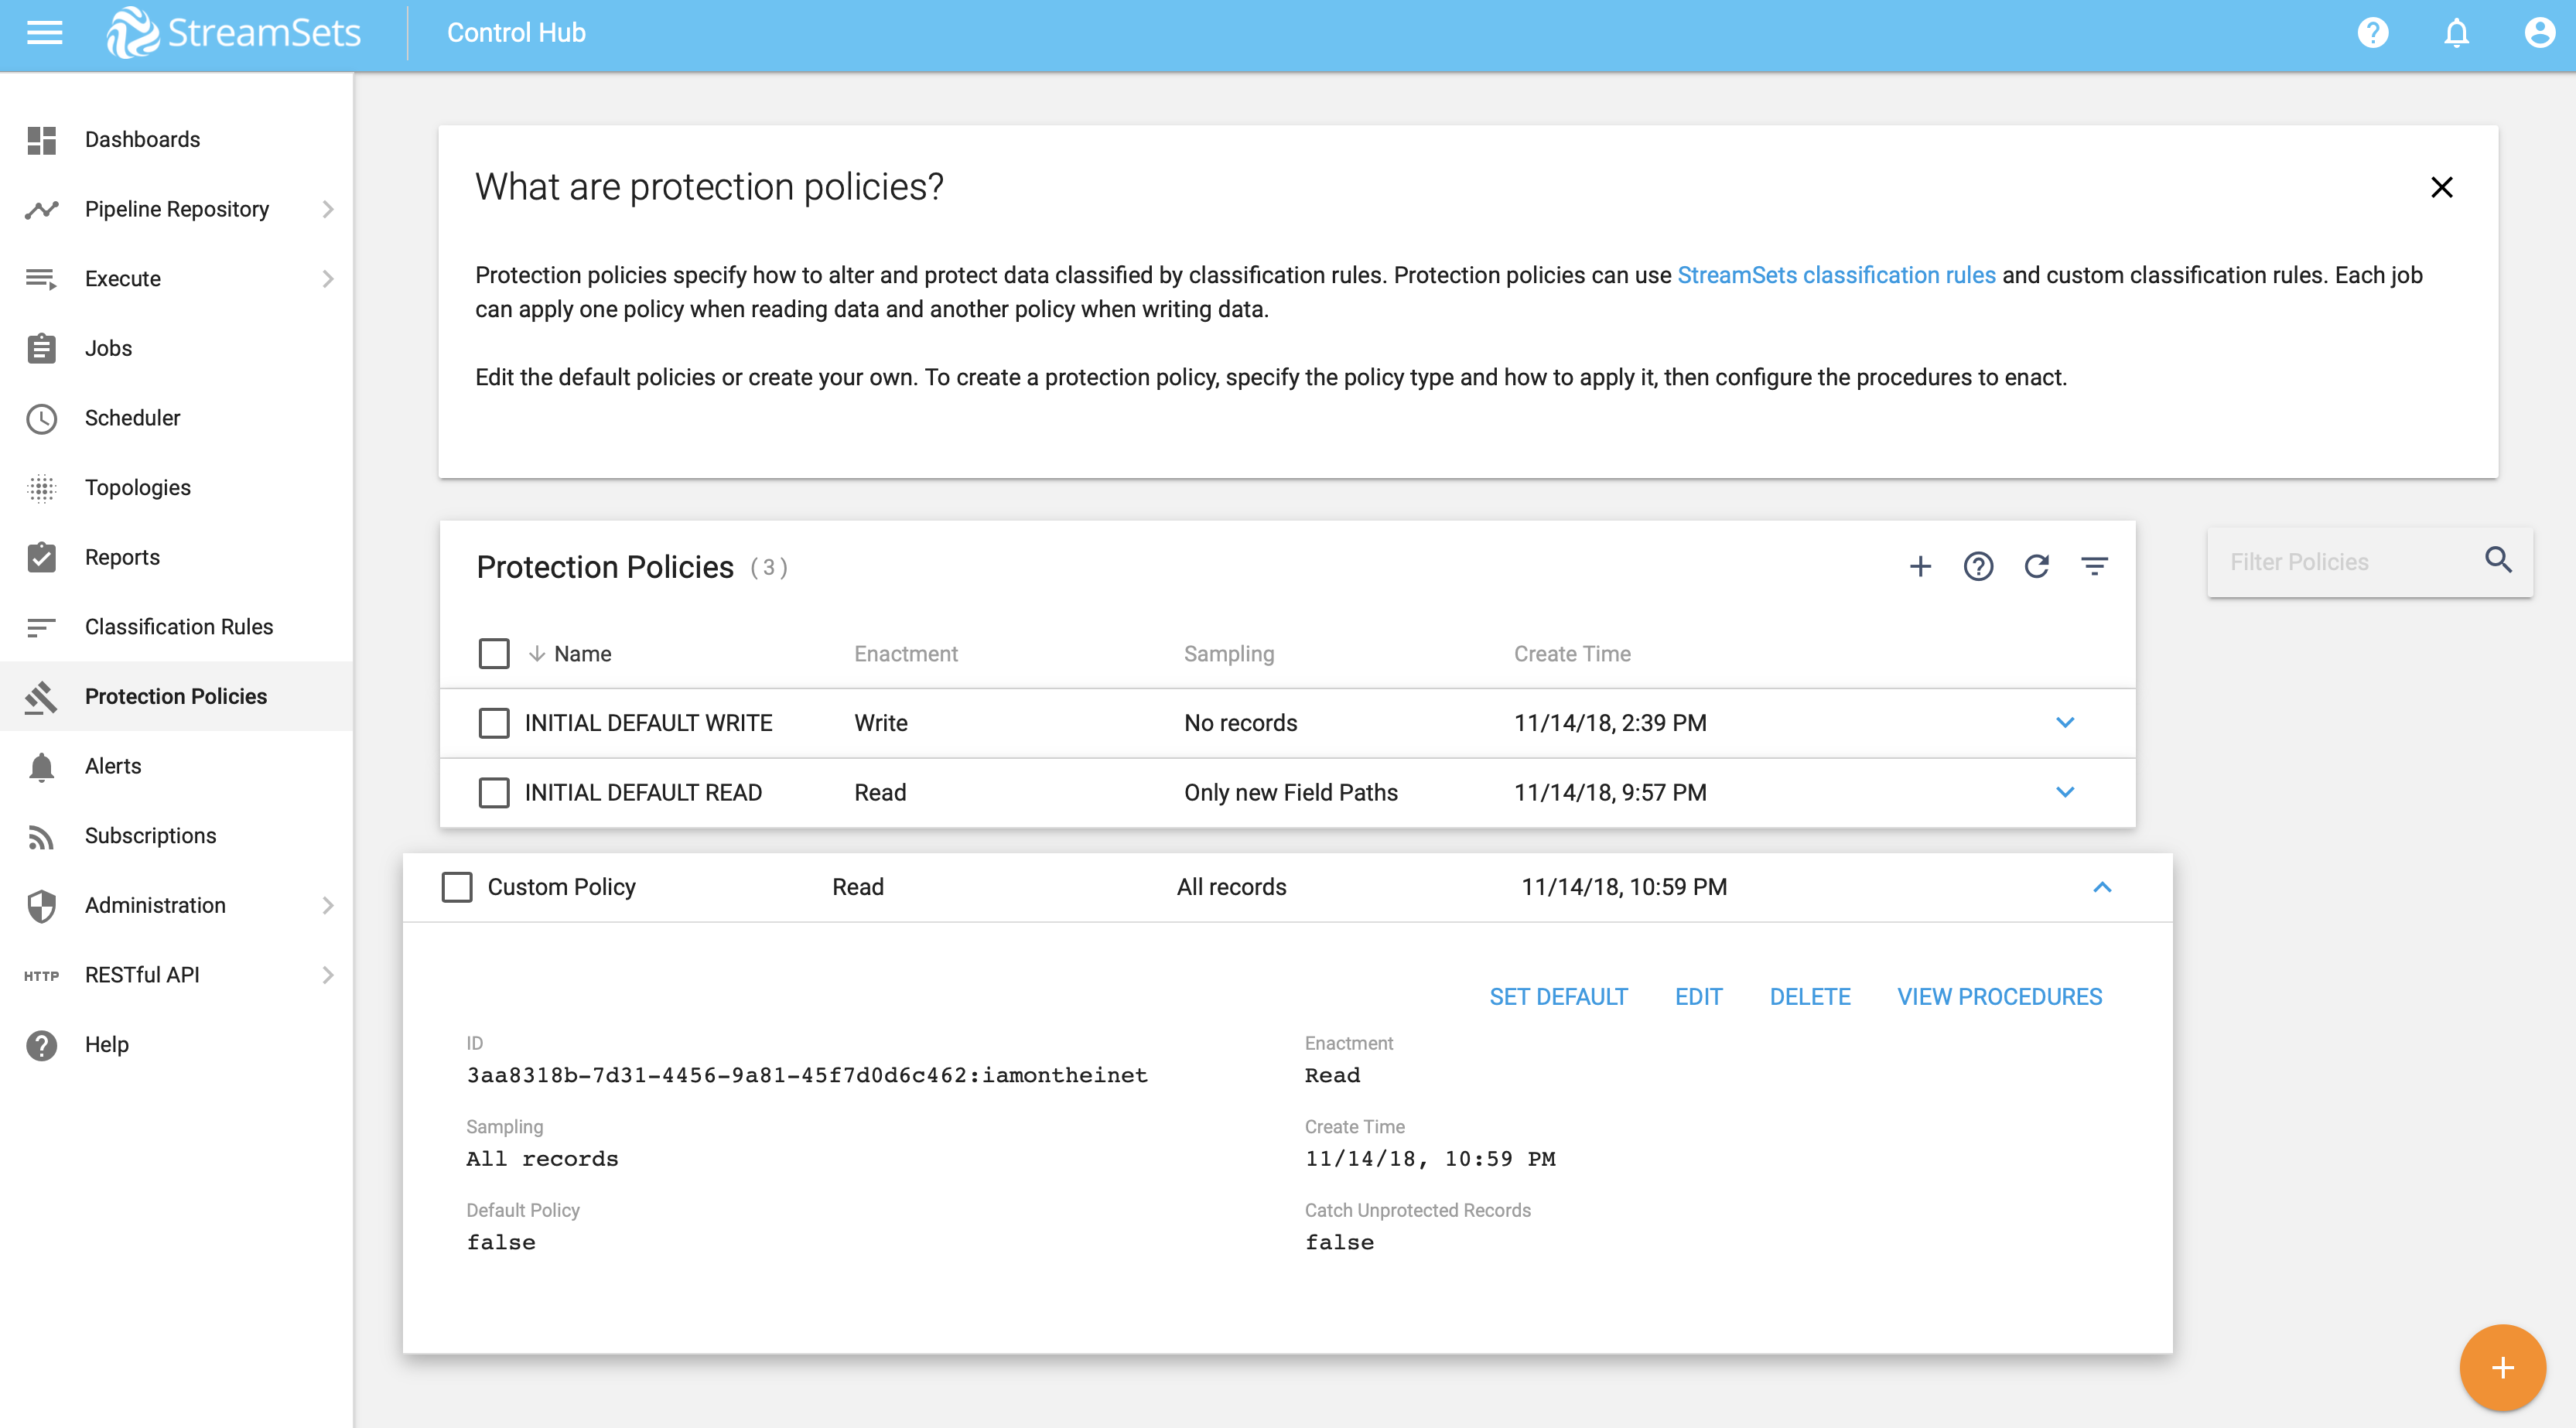 StreamSets
Control Hub
Dashboards
Pipeline Repository
Execute
Jobs
Scheduler
Topologies
Reports
Classification Rules
Protection Policies
Alerts
Subscriptions
Administration
HTTP RESTful API
Help
What are protection policies?
Protection policies specify how to alter and protect data classified by classification rules. Protection policies can use StreamSets classification rules and custom classification rules. Each job
can apply one policy when reading data and another policy when writing data.
Edit the default policies or create your own. To create a protection policy, specify the policy type and how to apply it, then configure the procedures to enact.
Protection Policies (3)
Filter Policies
Name Enactment Sampling Create Time
INITIAL DEFAULT WRITE Write No records 11/14/18, 2:39 PM
INITIAL DEFAULT READ Read Only new Field Paths 11/14/18, 9:57 PM
Custom Policy Read All records 11/14/18, 10:59 PM
SET DEFAULT EDIT DELETE VIEW PROCEDURES
ID
3aa8318b-7d31-4456-9a81-45f7d0d6c462:iamontheinet
Enactment
Read
Sampling
All records
Create Time
11/14/18, 10:59 PM
Default Policy
false
Catch Unprotected Records
false